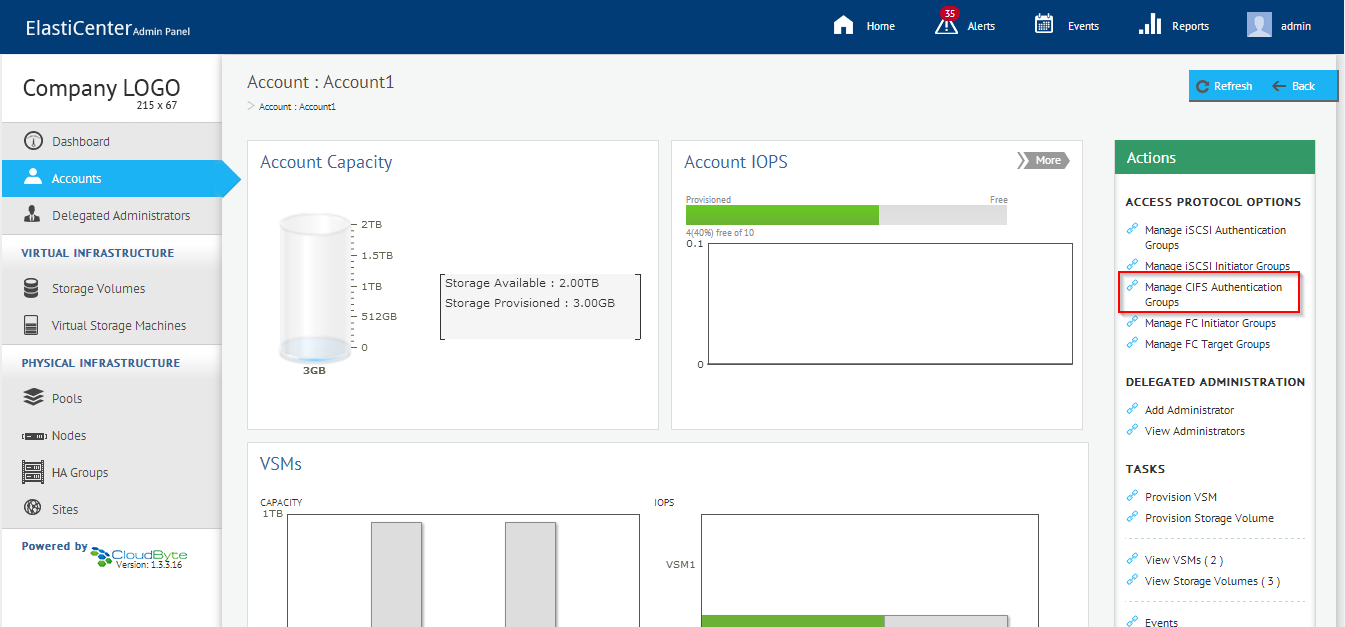 ElastiCenter Admin Panel
Home
35
Alerts
Events
Reports
admin
Company LOGO
215 x 67
Dashboard
Accounts
Delegated Administrators
VIRTUAL INFRASTRUCTURE
Storage Volumes
Virtual Storage Machines
PHYSICAL INFRASTRUCTURE
Pools
Nodes
HA Groups
Sites
Powered by CloudByte
Version: 1.3.3.16
Account : Account1
> Account : Account1
Refresh
Back
Account Capacity
2TB
1.5TB
1TB
512GB
0
3GB
Storage Available : 2.00TB
Storage Provisioned : 3.00GB
Account IOPS
More
Provisioned
Free
4(40%) free of 10
0.1
0
VSMs
CAPACITY
1TB
IOPS
VSM1
Actions
ACCESS PROTOCOL OPTIONS
Manage iSCSI Authentication
Groups
Manage iSCSI Initiator Groups
Manage CIFS Authentication
Groups
Manage FC Initiator Groups
Manage FC Target Groups
DELEGATED ADMINISTRATION
Add Administrator
View Administrators
TASKS
Provision VSM
Provision Storage Volume
View VSMs ( 2 )
View Storage Volumes ( 3 )
Events